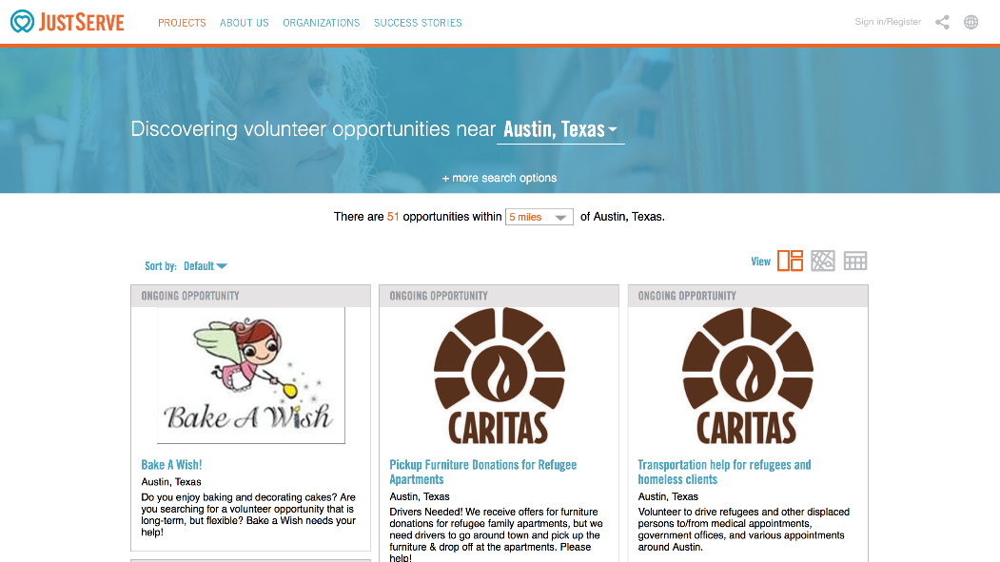 JUSTSERVE
PROJECTS ABOUT US ORGANIZATIONS SUCCESS STORIES
Sign in/Register
Discovering volunteer opportunities near Austin, Texas
+ more search options
There are 51 opportunities within 5 miles of Austin, Texas.
Sort by: Default
View
ONGOING OPPORTUNITY
Bake A Wish
Bake A Wish!
Austin, Texas
Do you enjoy baking and decorating cakes? Are
you searching for a volunteer opportunity that is
long-term, but flexible? Bake a Wish needs your
help!
ONGOING OPPORTUNITY
CARITAS
Pickup Furniture Donations for Refugee
Apartments
Austin, Texas
Drivers Needed! We receive offers for furniture
donations for refugee family apartments, but we
need drivers to go around town and pick up the
furniture & drop off at the apartments. Please
help!
ONGOING OPPORTUNITY
CARITAS
Transportation help for refugees and
homeless clients
Austin, Texas
Volunteer to drive refugees and other displaced
persons to/from medical appointments,
government offices, and various appointments
around Austin.